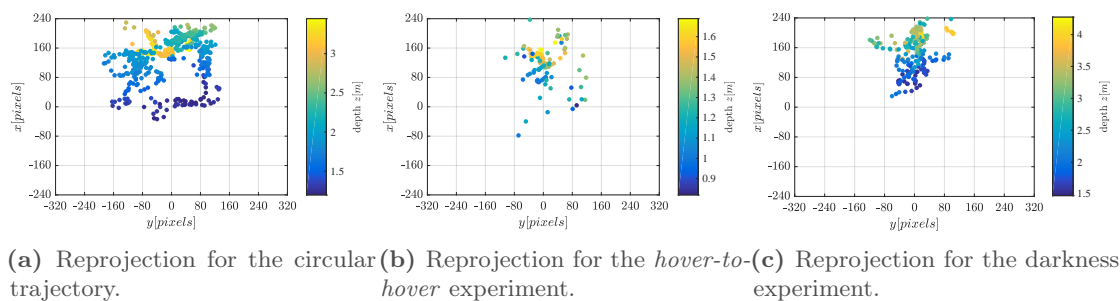 240
160
80
0
-80
-160
-240
-320 -240 -160 -80 0 80 160 240 320
x[pixels]
y[pixels]
3
2
depth z[m]
240
160
80
0
-80
-160
-240
-320 -240 -160 -80 0 80 160 240 320
x[pixels]
y[pixels]
1.6
1.5
1.4
1.3
1.2
1.1
1
0.9
depth z[m]
240
160
80
0
-80
-160
-240
-320 -240 -160 -80 0 80 160 240 320
x[pixels]
y[pixels]
4
3.5
3
2.5
2
1.5
depth z[m]
(a) Reprojection for the circular
trajectory.
(b) Reprojection for the hover-to-
hover experiment.
(c) Reprojection for the darkness
experiment.